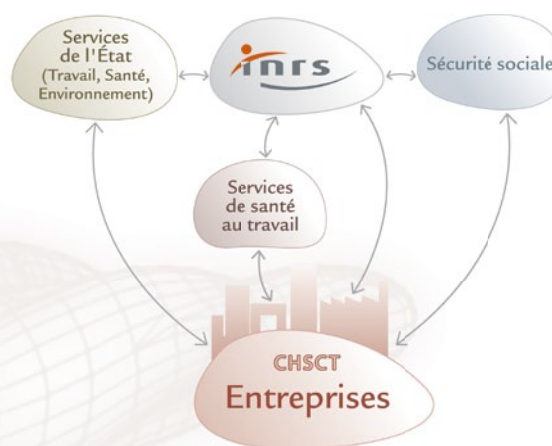 Services
de l'État
(Travail, Santé,
Environnement)
inrs
Sécurité sociale
Services
de santé
au travail
CHSCT
Entreprises